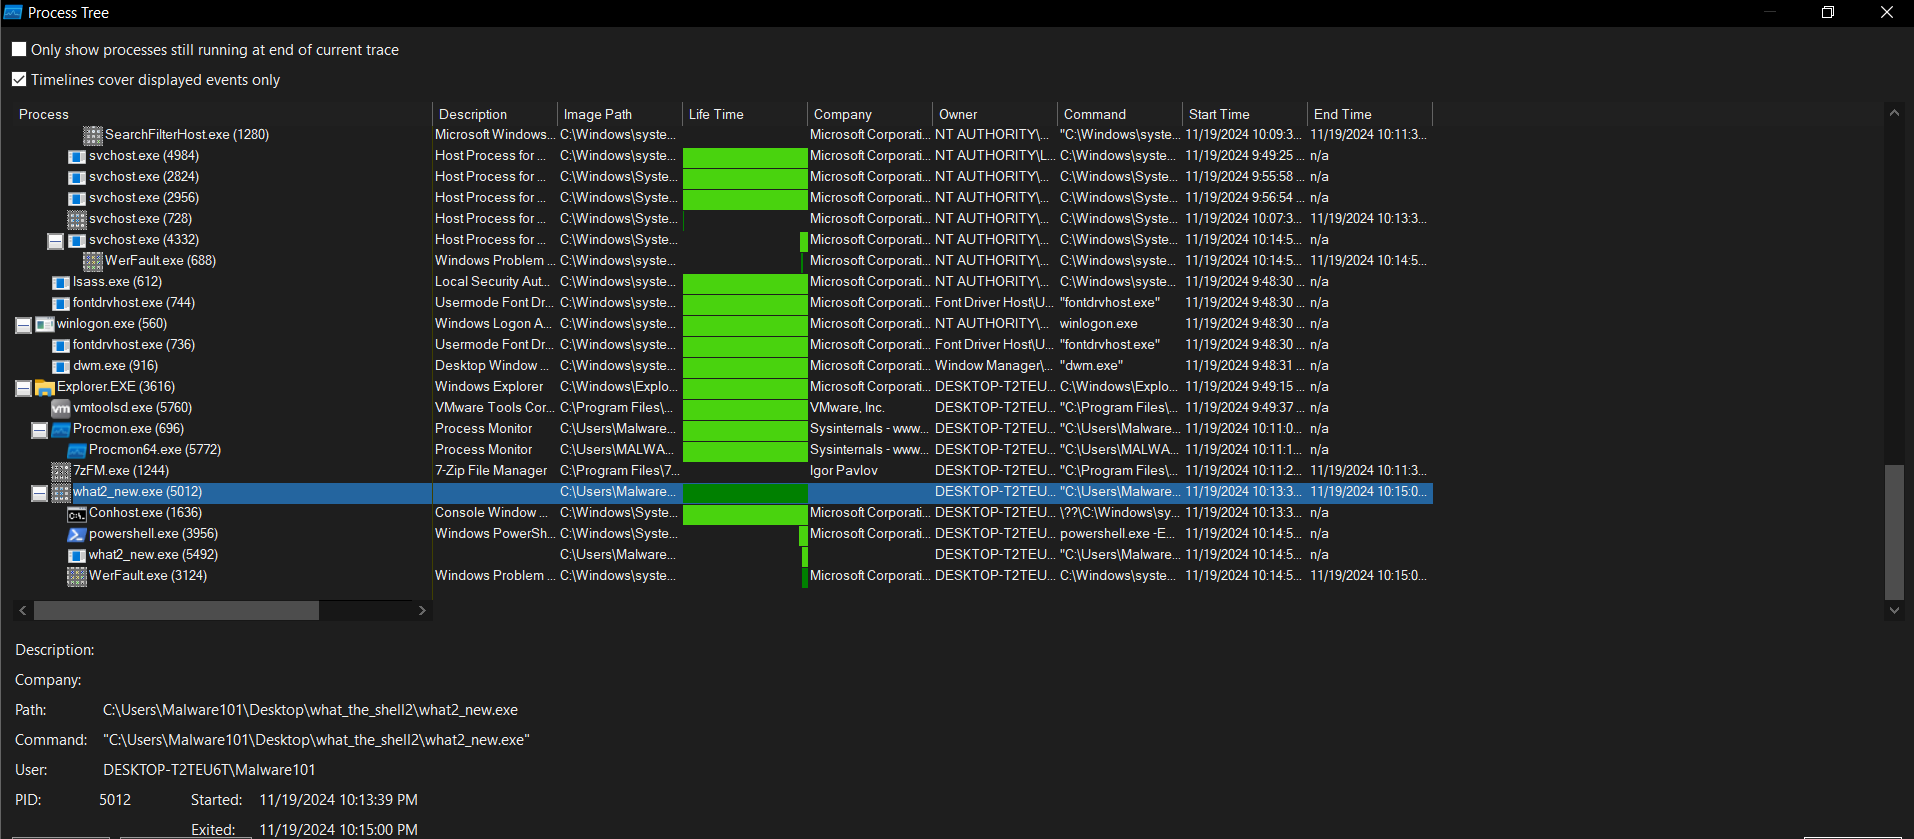 Process Tree
Only show processes still running at end of current trace
Timelines cover displayed events only
Process Description Image Path Life Time Company Owner Command Start Time End Time
SearchFilterHost.exe (1280) Microsoft Windows... C:\Windows\syste... Microsoft Corporati... NT AUTHORITY\... "C:\Windows\syste... 11/19/2024 10:09:3... 11/19/2024 10:11:3...
svchost.exe (4984) Host Process for ... C:\Windows\syste... Microsoft Corporati... NT AUTHORITY\L... C:\Windows\syste... 11/19/2024 9:49:25 ... n/a
svchost.exe (2824) Host Process for ... C:\Windows\Syste... Microsoft Corporati... NT AUTHORITY\... C:\Windows\Syste... 11/19/2024 9:55:58 ... n/a
svchost.exe (2956) Host Process for ... C:\Windows\Syste... Microsoft Corporati... NT AUTHORITY\... C:\Windows\Syste... 11/19/2024 9:56:54 ... n/a
svchost.exe (728) Host Process for ... C:\Windows\Syste... Microsoft Corporati... NT AUTHORITY\... C:\Windows\Syste... 11/19/2024 10:07:3... 11/19/2024 10:13:3...
svchost.exe (4332) Host Process for ... C:\Windows\Syste... Microsoft Corporati... NT AUTHORITY\... C:\Windows\Syste... 11/19/2024 10:14:5... n/a
WerFault.exe (688) Windows Problem ... C:\Windows\syste... Microsoft Corporati... NT AUTHORITY\... C:\Windows\syste... 11/19/2024 10:14:5... 11/19/2024 10:14:5...
lsass.exe (612) Local Security Aut... C:\Windows\syste... Microsoft Corporati... NT AUTHORITY\... C:\Windows\syste... 11/19/2024 9:48:30 ... n/a
fontdrvhost.exe (744) Usermode Font Dr... C:\Windows\syste... Microsoft Corporati... Font Driver Host\U... "fontdrvhost.exe" 11/19/2024 9:48:30 ... n/a
winlogon.exe (560) Windows Logon A... C:\Windows\syste... Microsoft Corporati... NT AUTHORITY\... winlogon.exe 11/19/2024 9:48:30 ... n/a
fontdrvhost.exe (736) Usermode Font Dr... C:\Windows\syste... Microsoft Corporati... Font Driver Host\U... "fontdrvhost.exe" 11/19/2024 9:48:30 ... n/a
dwm.exe (916) Desktop Window ... C:\Windows\syste... Microsoft Corporati... Window Manager\... "dwm.exe" 11/19/2024 9:48:31 ... n/a
Explorer.EXE (3616) Windows Explorer C:\Windows\Explo... Microsoft Corporati... DESKTOP-T2TEU... C:\Windows\Explo... 11/19/2024 9:49:15 ... n/a
vm vmtoolsd.exe (5760) VMware Tools Cor... C:\Program Files\... VMware, Inc. DESKTOP-T2TEU... "C:\Program Files\... 11/19/2024 9:49:37 ... n/a
Procmon.exe (696) Process Monitor C:\Users\Malware... Sysinternals - www... DESKTOP-T2TEU... "C:\Users\Malware... 11/19/2024 10:11:0... n/a
Procmon64.exe (5772) Process Monitor C:\Users\MALWA... Sysinternals - www... DESKTOP-T2TEU... "C:\Users\MALWA... 11/19/2024 10:11:1... n/a
7zFM.exe (1244) 7-Zip File Manager C:\Program Files\7... Igor Pavlov DESKTOP-T2TEU... "C:\Program Files\... 11/19/2024 10:11:2... 11/19/2024 10:11:3...
what2_new.exe (5012) C:\Users\Malware... DESKTOP-T2TEU... "C:\Users\Malware... 11/19/2024 10:13:3... 11/19/2024 10:15:0...
C:\. Conhost.exe (1636) Console Window ... C:\Windows\Syste... Microsoft Corporati... DESKTOP-T2TEU... \??\C:\Windows\sy... 11/19/2024 10:13:3... n/a
powershell.exe (3956) Windows PowerSh... C:\Windows\Syste... Microsoft Corporati... DESKTOP-T2TEU... powershell.exe -E... 11/19/2024 10:14:5... n/a
what2_new.exe (5492) C:\Users\Malware... DESKTOP-T2TEU... "C:\Users\Malware... 11/19/2024 10:14:5... n/a
WerFault.exe (3124) Windows Problem ... C:\Windows\syste... Microsoft Corporati... DESKTOP-T2TEU... C:\Windows\syste... 11/19/2024 10:14:5... 11/19/2024 10:15:0...
Description:
Company:
Path: C:\Users\Malware101\Desktop\what_the_shell2\what2_new.exe
Command: "C:\Users\Malware101\Desktop\what_the_shell2\what2_new.exe"
User: DESKTOP-T2TEU6T\Malware101
PID: 5012 Started: 11/19/2024 10:13:39 PM
Exited: 11/19/2024 10:15:00 PM